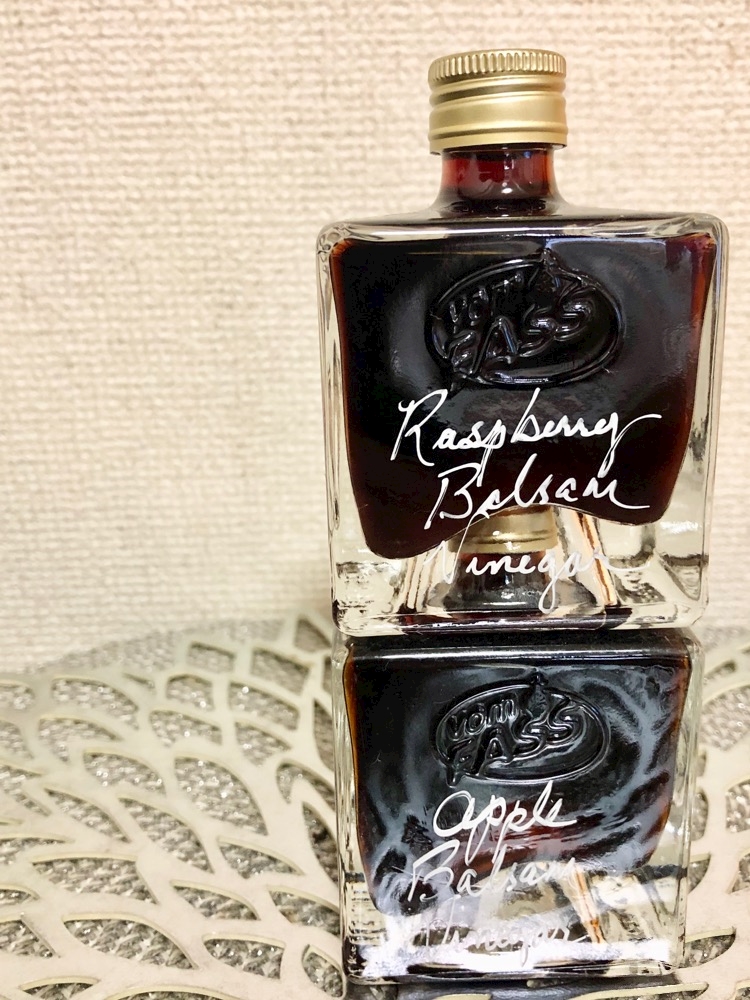 vom
FASS
Raspberry
Balsam
Vinegar
vom
FASS
Apple
Balsam
Vinegar